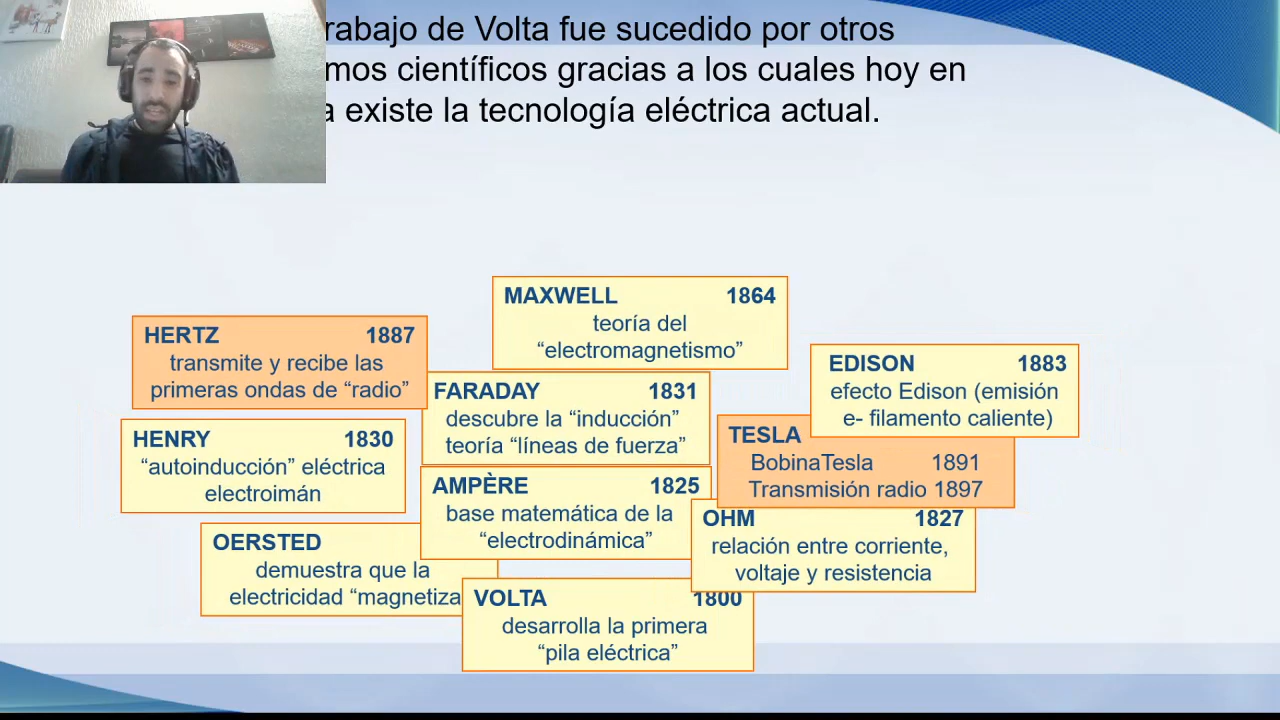 rabajo de Volta fue sucedido por otros
mos científicos gracias a los cuales hoy en
a existe la tecnología eléctrica actual.
MAXWELL 1864
teoría del
“electromagnetismo”
HERTZ 1887
transmite y recibe las
primeras ondas de “radio”
EDISON 1883
efecto Edison (emisión
e- filamento caliente)
FARADAY 1831
descubre la “inducción”
teoría “líneas de fuerza”
HENRY 1830
“autoinducción” eléctrica
electroimán
TESLA
BobinaTesla 1891
Transmisión radio 1897
AMPÈRE 1825
base matemática de la
“electrodinámica”
OHM 1827
relación entre corriente,
voltaje y resistencia
OERSTED
demuestra que la
electricidad “magnetiza
VOLTA 1800
desarrolla la primera
“pila eléctrica”